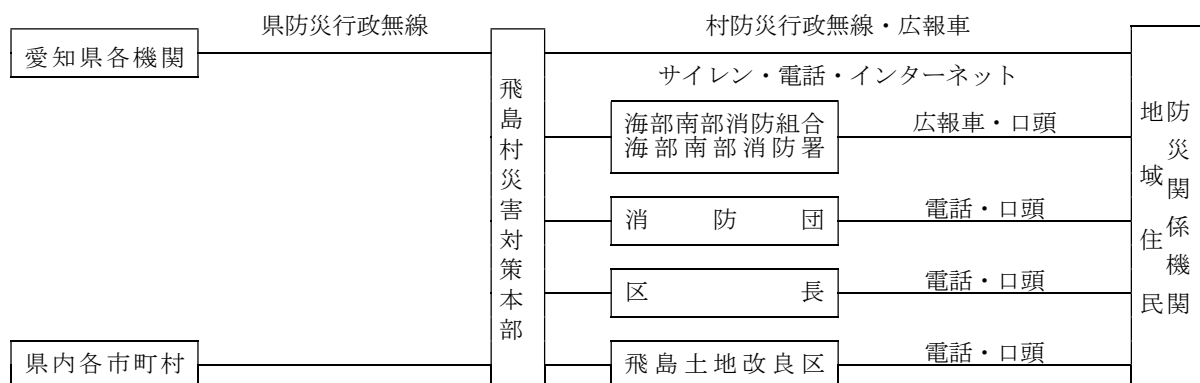 県防災行政無線
村防災行政無線・広報車
愛知県各機関
サイレン・電話・インターネット
飛島村災害対策本部
海部南部消防組合
海部南部消防署
広報車・口頭
消防団
電話・口頭
区長
電話・口頭
県内各市町村
飛島土地改良区
電話・口頭
防災関係機関
地域住民